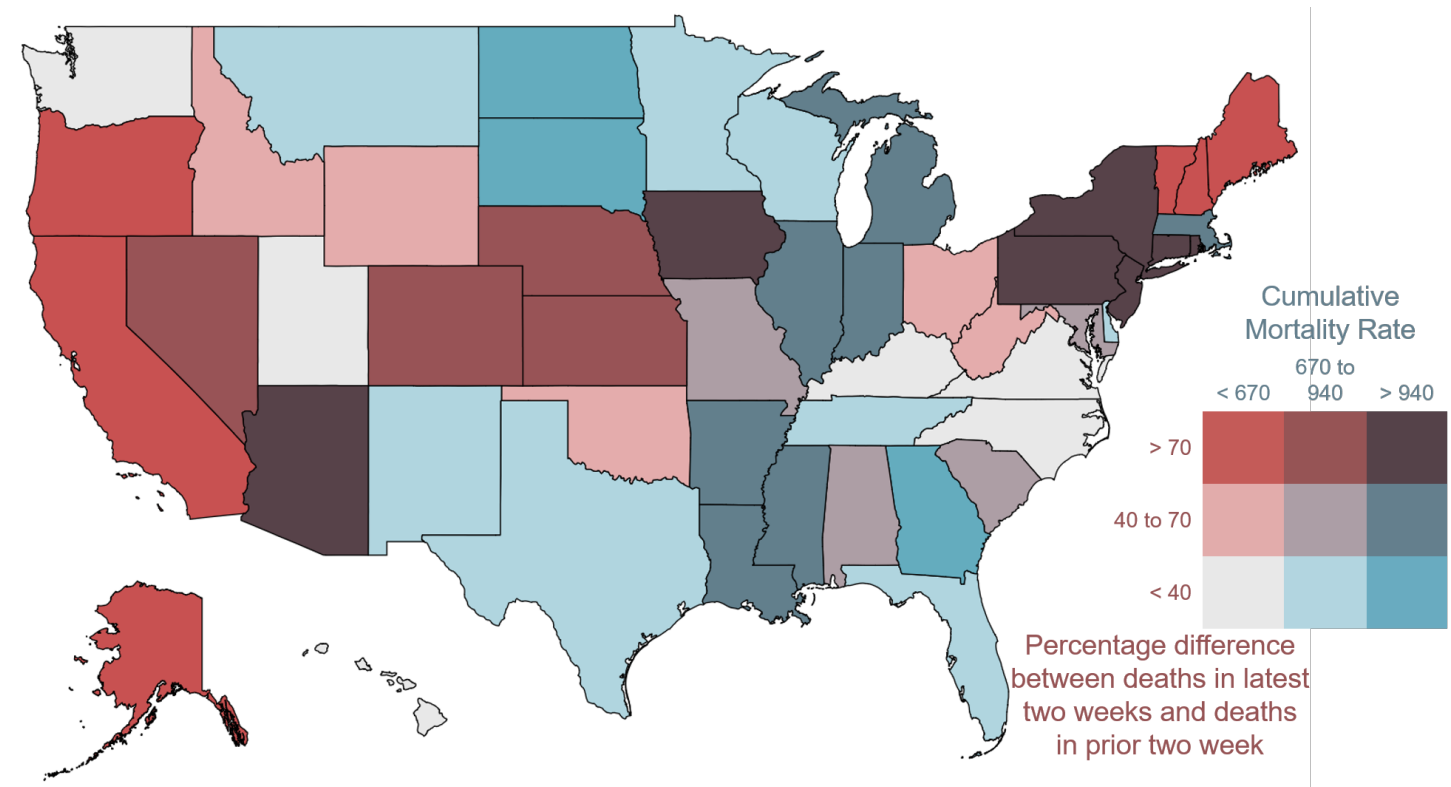 Cumulative
Mortality Rate
670 to
< 670 940 > 940
> 70
40 to 70
< 40
Percentage difference
between deaths in latest
two weeks and deaths
in prior two week